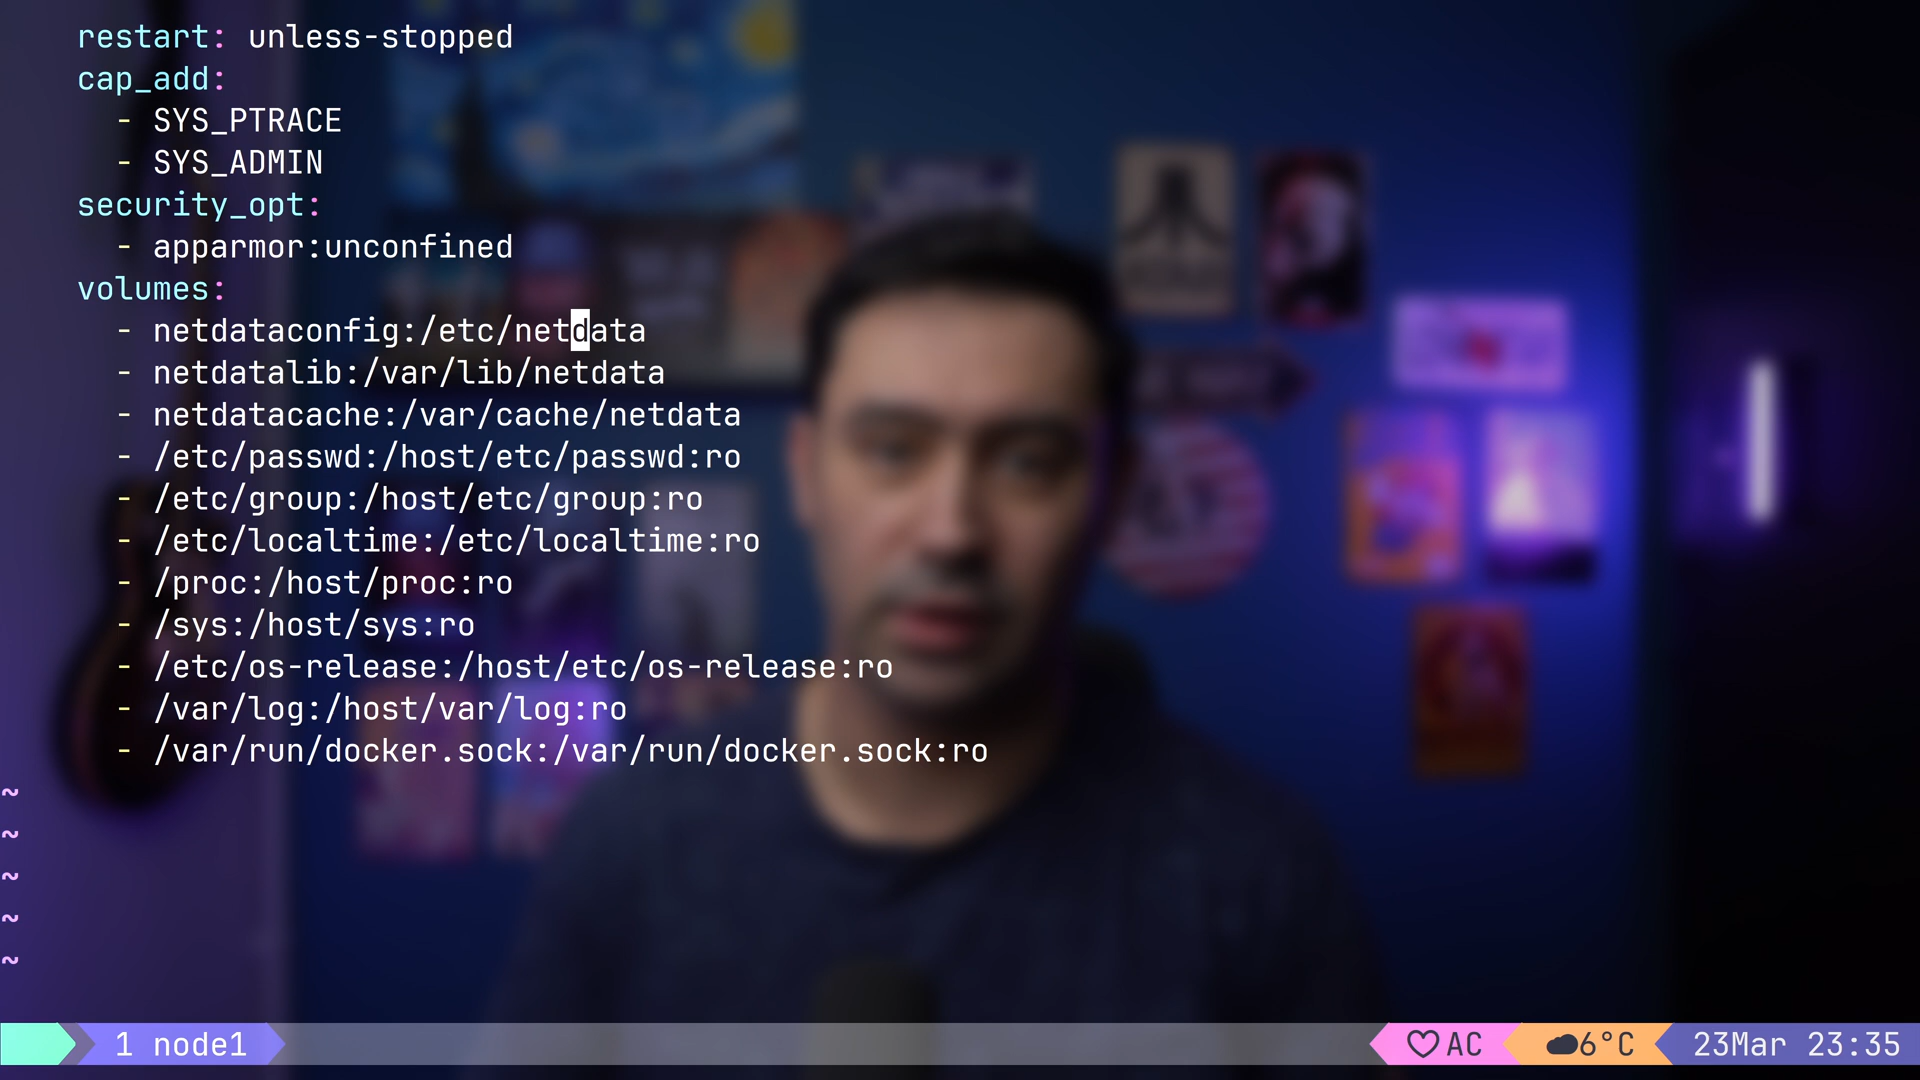 restart: unless-stopped
cap_add:
- SYS_PTRACE
- SYS_ADMIN
security_opt:
- apparmor:unconfined
volumes:
- netdataconfig:/etc/netdata
- netdatalib:/var/lib/netdata
- netdatacache:/var/cache/netdata
- /etc/passwd:/host/etc/passwd:ro
- /etc/group:/host/etc/group:ro
- /etc/localtime:/etc/localtime:ro
- /proc:/host/proc:ro
- /sys:/host/sys:ro
- /etc/os-release:/host/etc/os-release:ro
- /var/log:/host/var/log:ro
- /var/run/docker.sock:/var/run/docker.sock:ro
~
~
~
~
~
1 node1 AC 6°C 23Mar 23:35